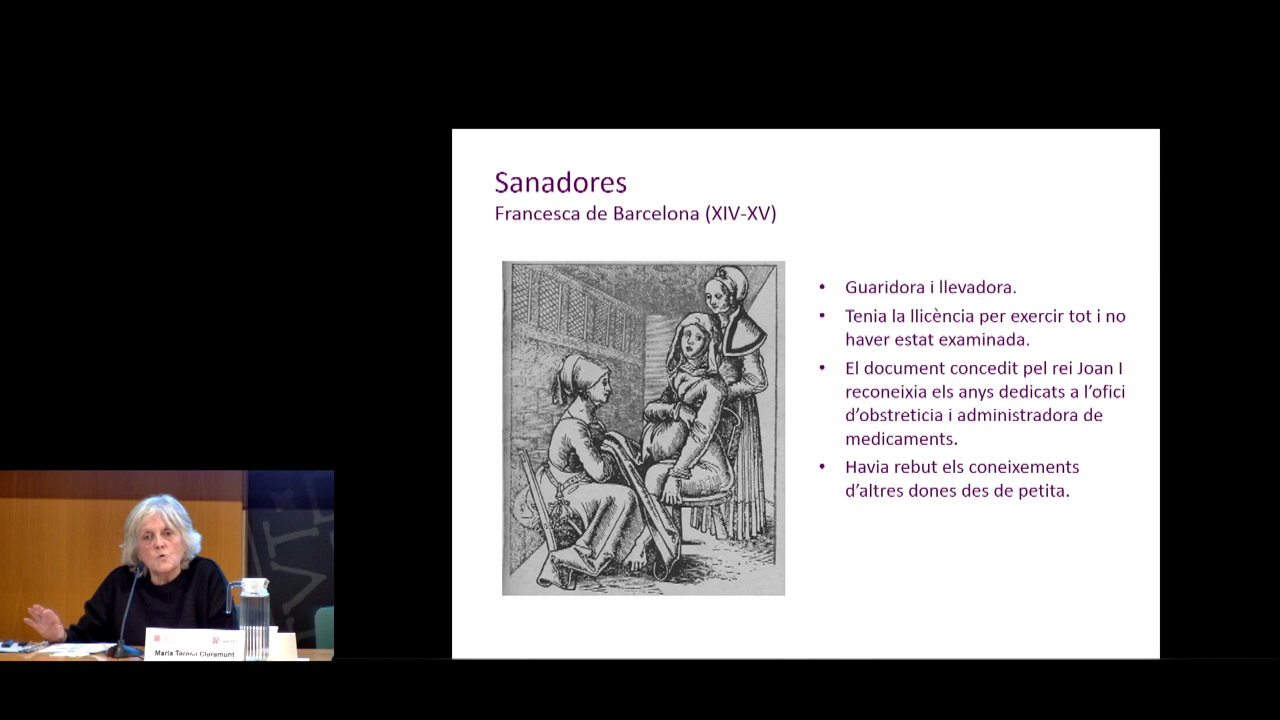 Sanadores
Francesca de Barcelona (XIV-XV)
• Guaridora i llevadora.
• Tenia la llicència per exercir tot i no
haver estat examinada.
• El document concedit pel rei Joan I
reconeixia els anys dedicats a l'ofici
d'obstreticia i administradora de
medicaments.
• Havia rebut els coneixements
d'altres dones des de petita.
Maria Teresa Claramunt